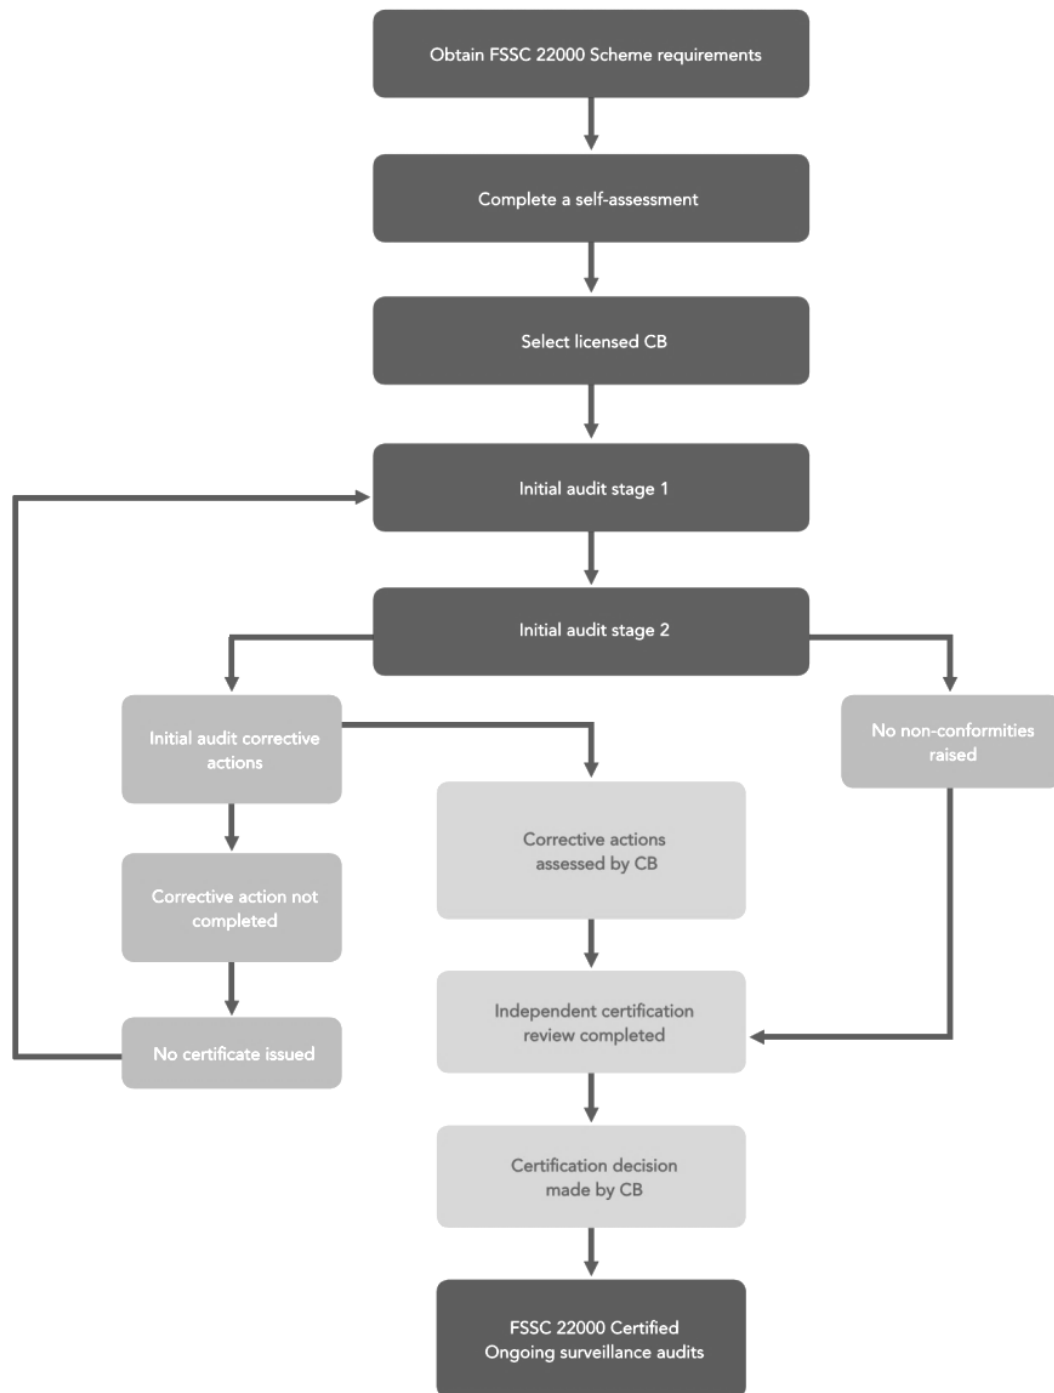 Obtain FSSC 22000 Scheme requirements
Complete a self-assessment
Select licensed CB
Initial audit stage 1
Initial audit stage 2
Initial audit corrective
actions
No non-conformities
raised
Corrective actions
assessed by CB
Corrective action not
completed
Independent certification
review completed
No certificate issued
Certification decision
made by CB
FSSC 22000 Certified
Ongoing surveillance audits